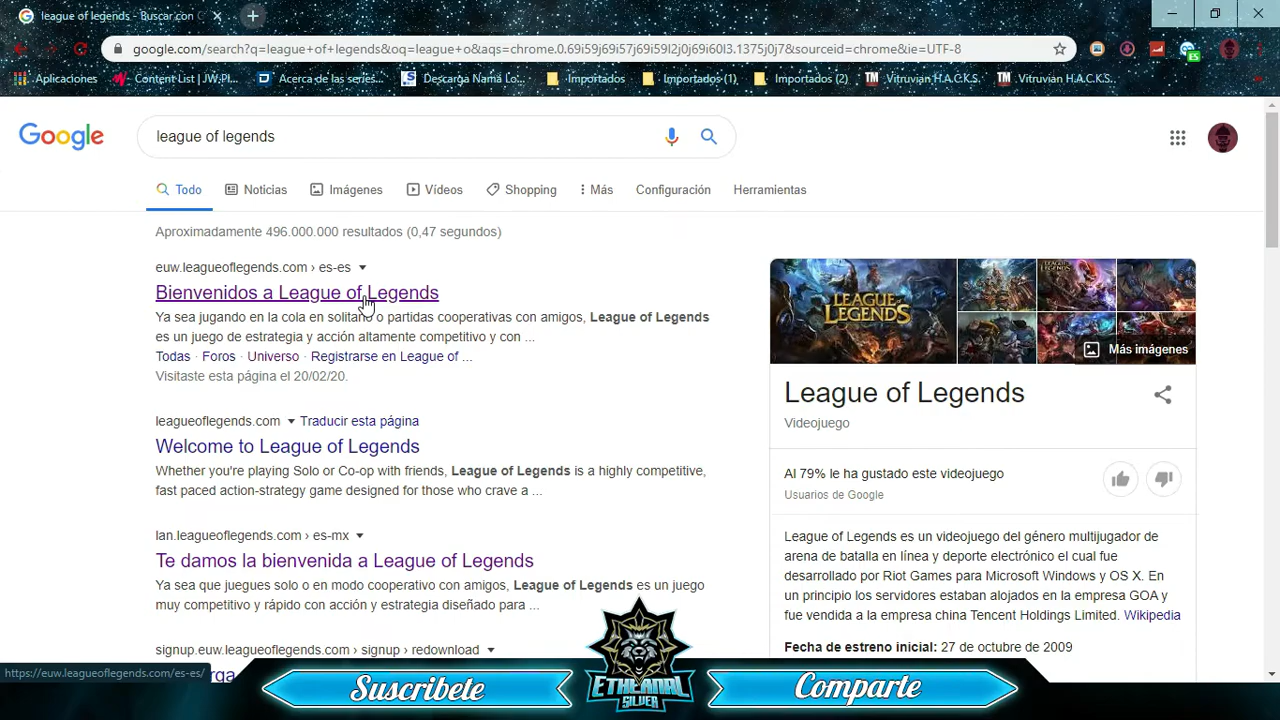 league of legends - Buscar con G
google.com/search?q=league+of+legends&oq=league+o&aqs=chrome.0.69i59j69i57j69i59l2j0j69i60l3.1375j0j7&sourceid=chrome&ie=UTF-8
Aplicaciones
Content List | JW Pl...
Acerca de las series...
Descarga Nama Lo...
Importados
Importados (1)
Importados (2)
TM Vitruvian H.A.C.K.S.
TM Vitruvian H.A.C.K.S.
Google
league of legends
Todo Noticias Imágenes Vídeos Shopping Más Configuración Herramientas
Aproximadamente 496.000.000 resultados (0,47 segundos)
euw.leagueoflegends.com › es-es
Bienvenidos a League of Legends
Ya sea jugando en la cola en solitario o partidas cooperativas con amigos, League of Legends
es un juego de estrategia y acción altamente competitivo y con ...
Todas · Foros · Universo · Registrarse en League of ...
Visitaste esta página el 20/02/20.
leagueoflegends.com Traducir esta página
Welcome to League of Legends
Whether you're playing Solo or Co-op with friends, League of Legends is a highly competitive,
fast paced action-strategy game designed for those who crave a ...
lan.leagueoflegends.com › es-mx
Te damos la bienvenida a League of Legends
Ya sea que juegues solo o en modo cooperativo con amigos, League of Legends es un juego
muy competitivo y rápido con acción y estrategia diseñado para ...
signup.euw.leagueoflegends.com › signup › redownload
LEAGUE OF LEGENDS
Más imágenes
League of Legends
Videojuego
Al 79% le ha gustado este videojuego
Usuarios de Google
League of Legends es un videojuego del género multijugador de
arena de batalla en línea y deporte electrónico el cual fue
desarrollado por Riot Games para Microsoft Windows y OS X. En
un principio los servidores estaban alojados en la empresa GOA y
fue vendida a la empresa china Tencent Holdings Limited. Wikipedia
Fecha de estreno inicial: 27 de octubre de 2009
https://euw.leagueoflegends.com/es-es/
Suscribete
ETHEANAL
SILVER
Comparte